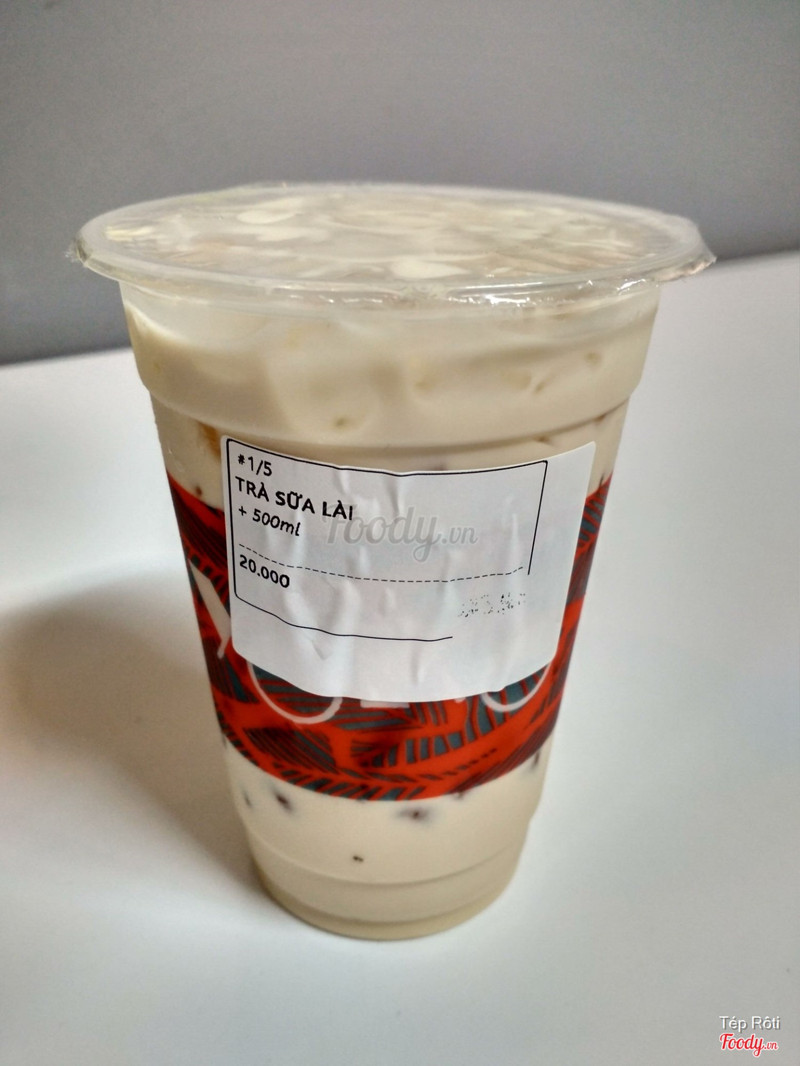 #1/5
TRÀ SỮA LÀI
+ 500ml
foody.vn
20.000
Tép Rôti
Foody.vn